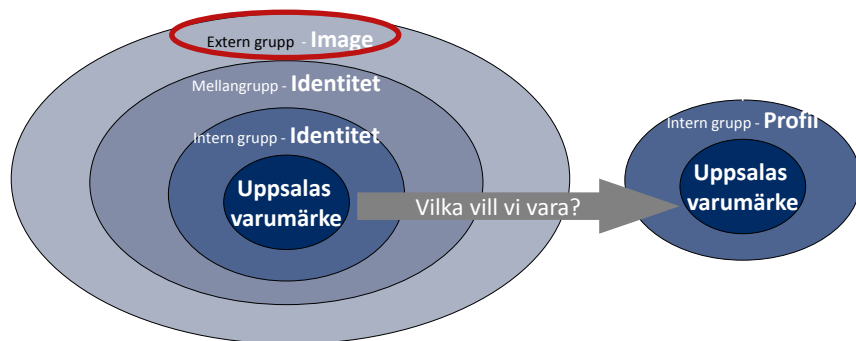 Extern grupp - Image
Mellangrupp - Identitet
Intern grupp - Identitet
Uppsalas
varumärke
Vilka vill vi vara?
Intern grupp - Profil
Uppsalas
varumärke